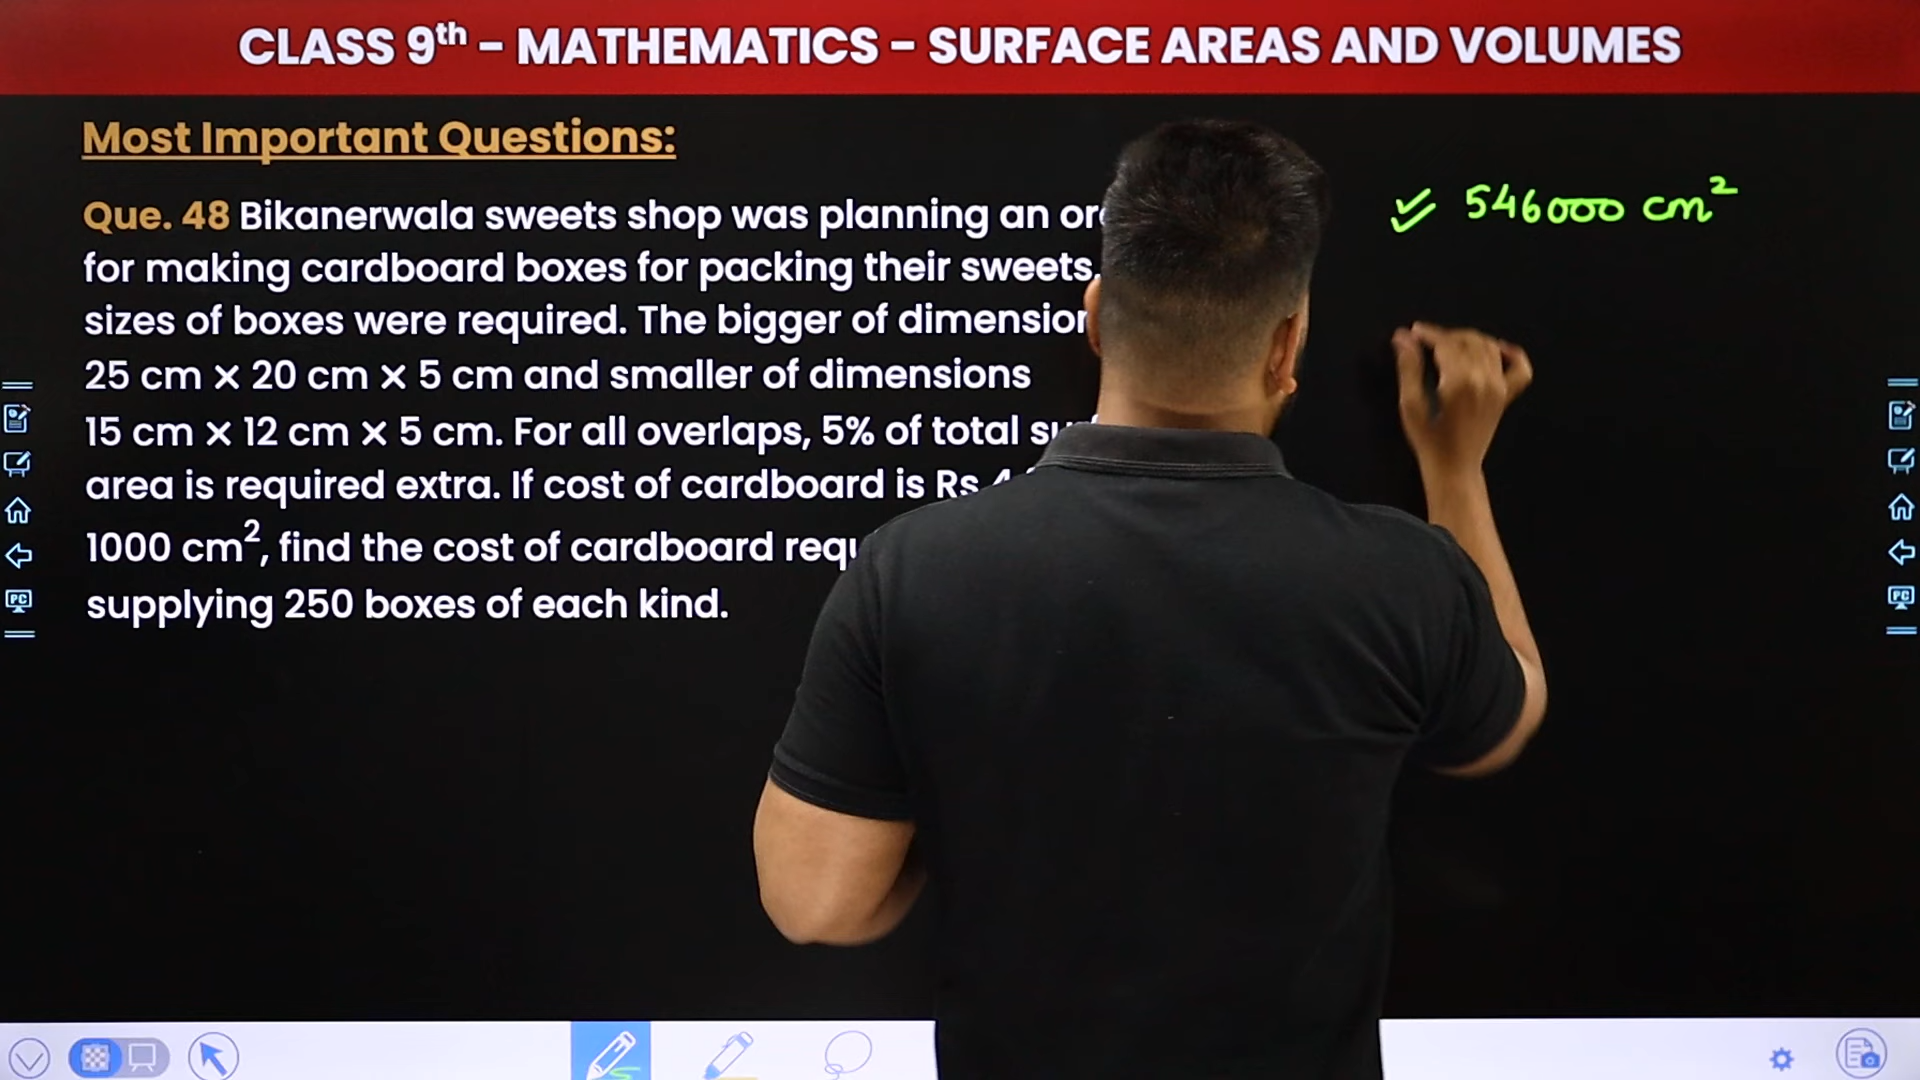 CLASS 9th – MATHEMATICS – SURFACE AREAS AND VOLUMES
Most Important Questions:
Que. 48 Bikanerwala sweets shop was planning an
for making cardboard boxes for packing their sweets.
sizes of boxes were required. The bigger of
25 cm × 20 cm × 5 cm and smaller of dimensions
15 cm × 12 cm × 5 cm. For all overlaps, 5% of total
area is required extra. If cost of cardboard is Rs
1000 cm², find the cost of cardboard
supplying 250 boxes of each kind.
546000 cm²
PC
PC